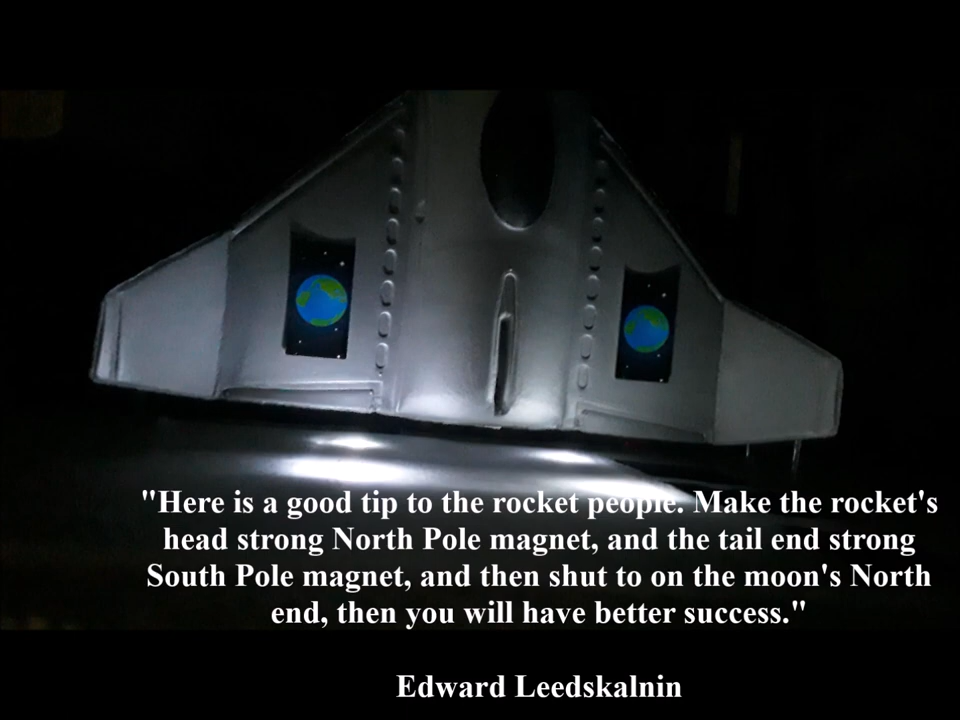 "Here is a good tip to the rocket people. Make the rocket's
head strong North Pole magnet, and the tail end strong
South Pole magnet, and then shut to on the moon's North
end, then you will have better success."
Edward Leedskalnin